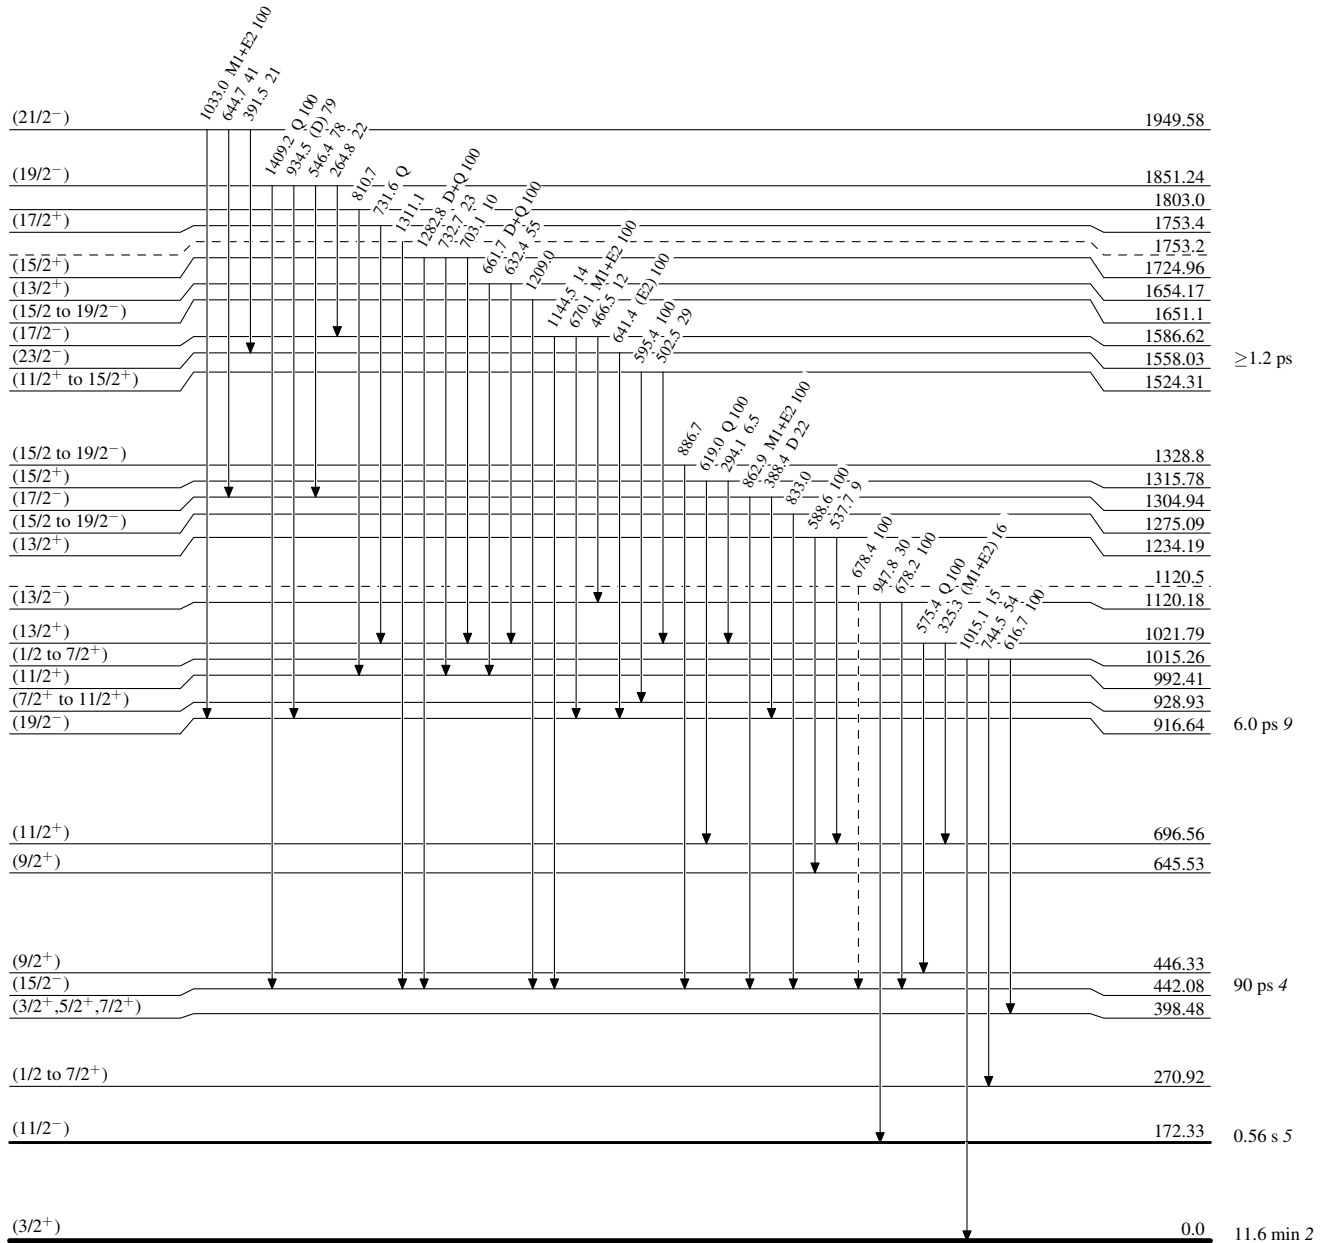 1033.0 M1+E2 100
644.7 41
391.5 21
(21/2−) 1949.58
1409.2 Q 100
934.5 (D) 79
546.4 78
264.8 22
(19/2−) 1851.24
810.7
1803.0
731.6 Q
(17/2+) 1753.4
1311.1
1753.2
1282.8 D+Q 100
732.7 23
703.1 10
(15/2+) 1724.96
661.7 D+Q 100
632.4 55
(13/2+) 1654.17
1209.0
(15/2 to 19/2−) 1651.1
1144.5 14
670.1 M1+E2 100
466.5 12
(17/2−) 1586.62
641.4 (E2) 100
(23/2−) 1558.03 ≥1.2 ps
595.4 100
502.5 29
(11/2+ to 15/2+) 1524.31
886.7
(15/2 to 19/2−) 1328.8
619.0 Q 100
294.1 6.5
(15/2+) 1315.78
862.9 M1+E2 100
388.4 D 22
(17/2−) 1304.94
833.0
(15/2 to 19/2−) 1275.09
588.6 100
537.7 9
(13/2+) 1234.19
678.4 100
1120.5
947.8 30
678.2 100
(13/2−) 1120.18
575.4 Q 100
325.3 (M1+E2) 16
(13/2+) 1021.79
1015.1 15
744.5 54
616.7 100
(1/2 to 7/2+) 1015.26
(11/2+) 992.41
(7/2+ to 11/2+) 928.93
(19/2−) 916.64 6.0 ps 9
(11/2+) 696.56
(9/2+) 645.53
(9/2+) 446.33
(15/2−) 442.08 90 ps 4
(3/2+,5/2+,7/2+) 398.48
(1/2 to 7/2+) 270.92
(11/2−) 172.33 0.56 s 5
(3/2+) 0.0 11.6 min 2